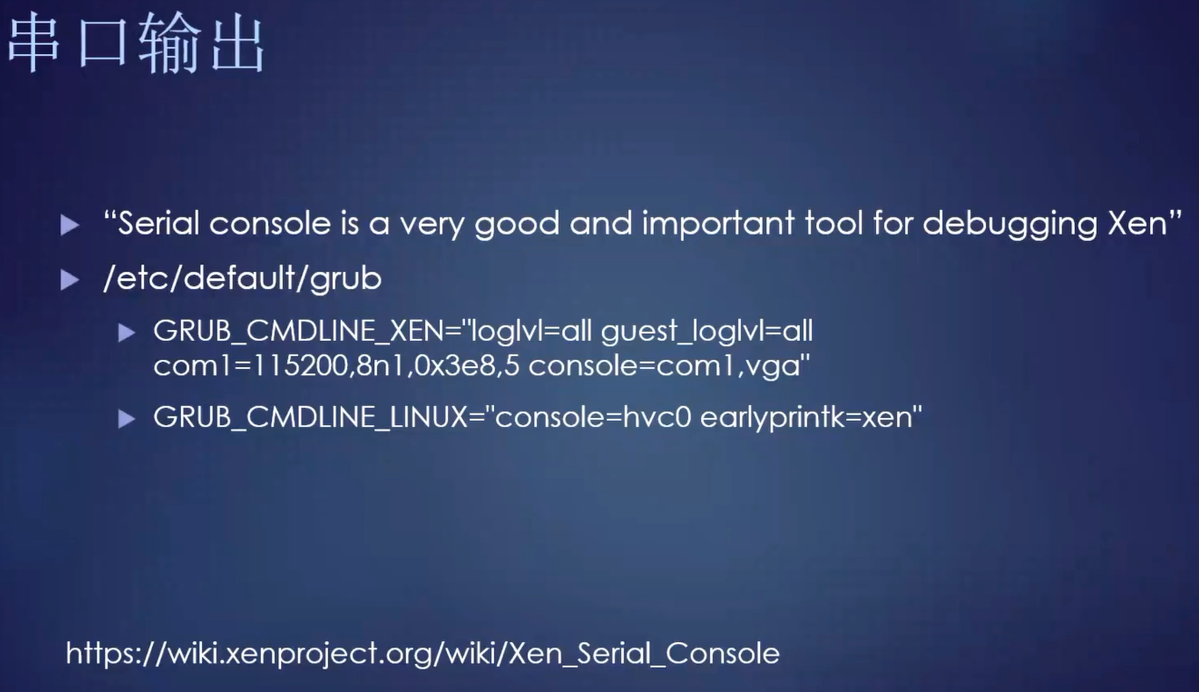 串口输出
“Serial console is a very good and important tool for debugging Xen”
/etc/default/grub
GRUB_CMDLINE_XEN="loglvl=all guest_loglvl=all
com1=115200,8n1,0x3e8,5 console=com1,vga"
GRUB_CMDLINE_LINUX="console=hvc0 earlyprintk=xen"
https://wiki.xenproject.org/wiki/Xen_Serial_Console